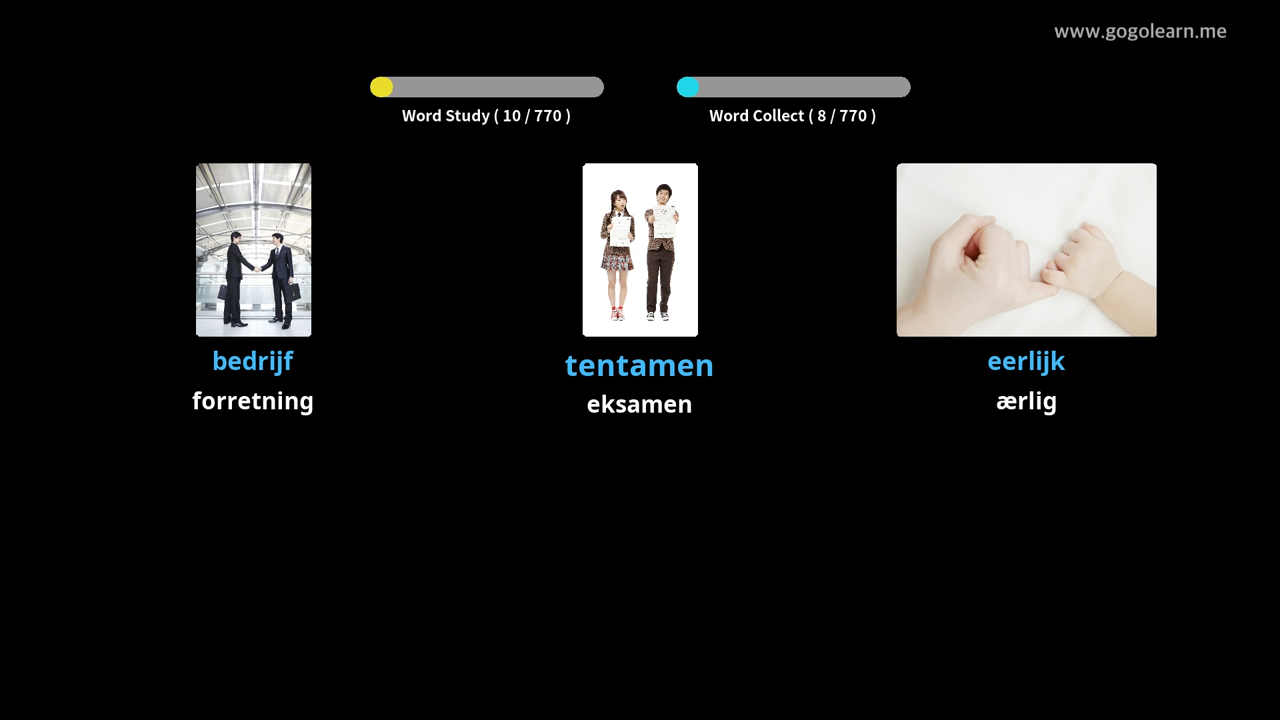 www.gogolearn.me
Word Study ( 10 / 770 )
Word Collect ( 8 / 770 )
bedrijf
forretning
tentamen
eksamen
eerlijk
ærlig